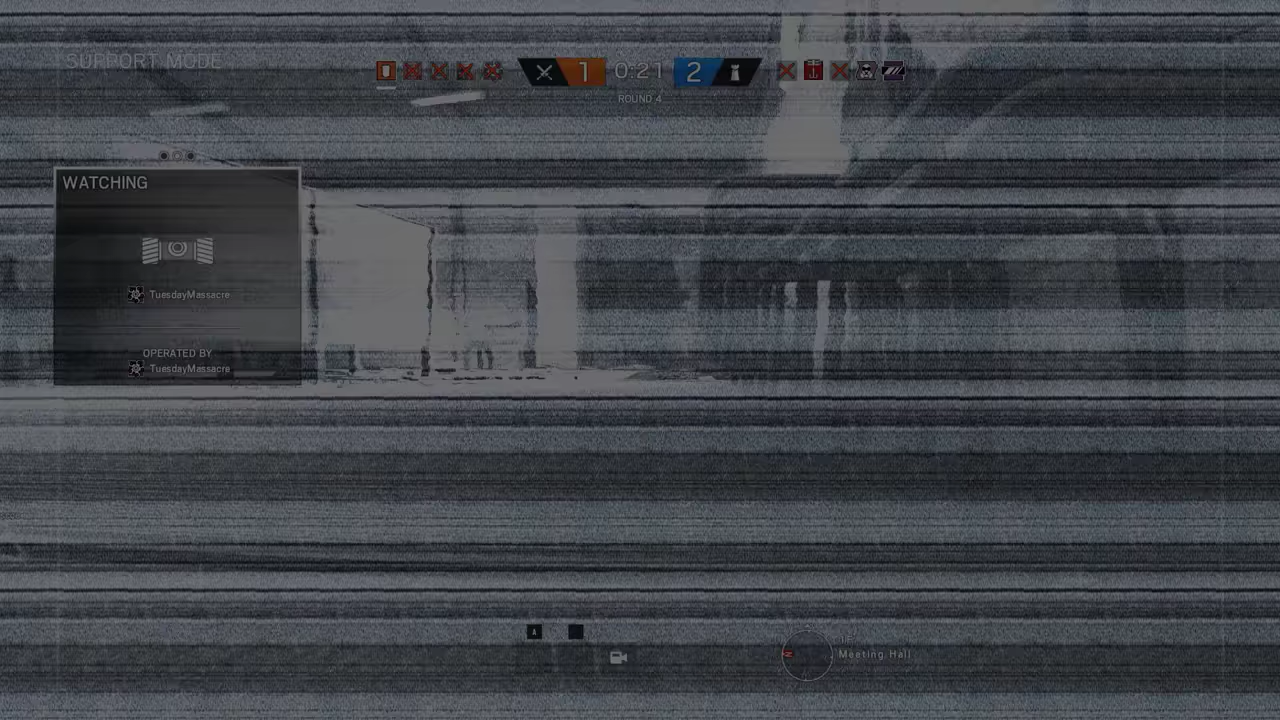 SUPPORT MODE
1 0:21 2
ROUND 4
WATCHING
TuesdayMassacre
OPERATED BY
TuesdayMassacre
Meeting Hall